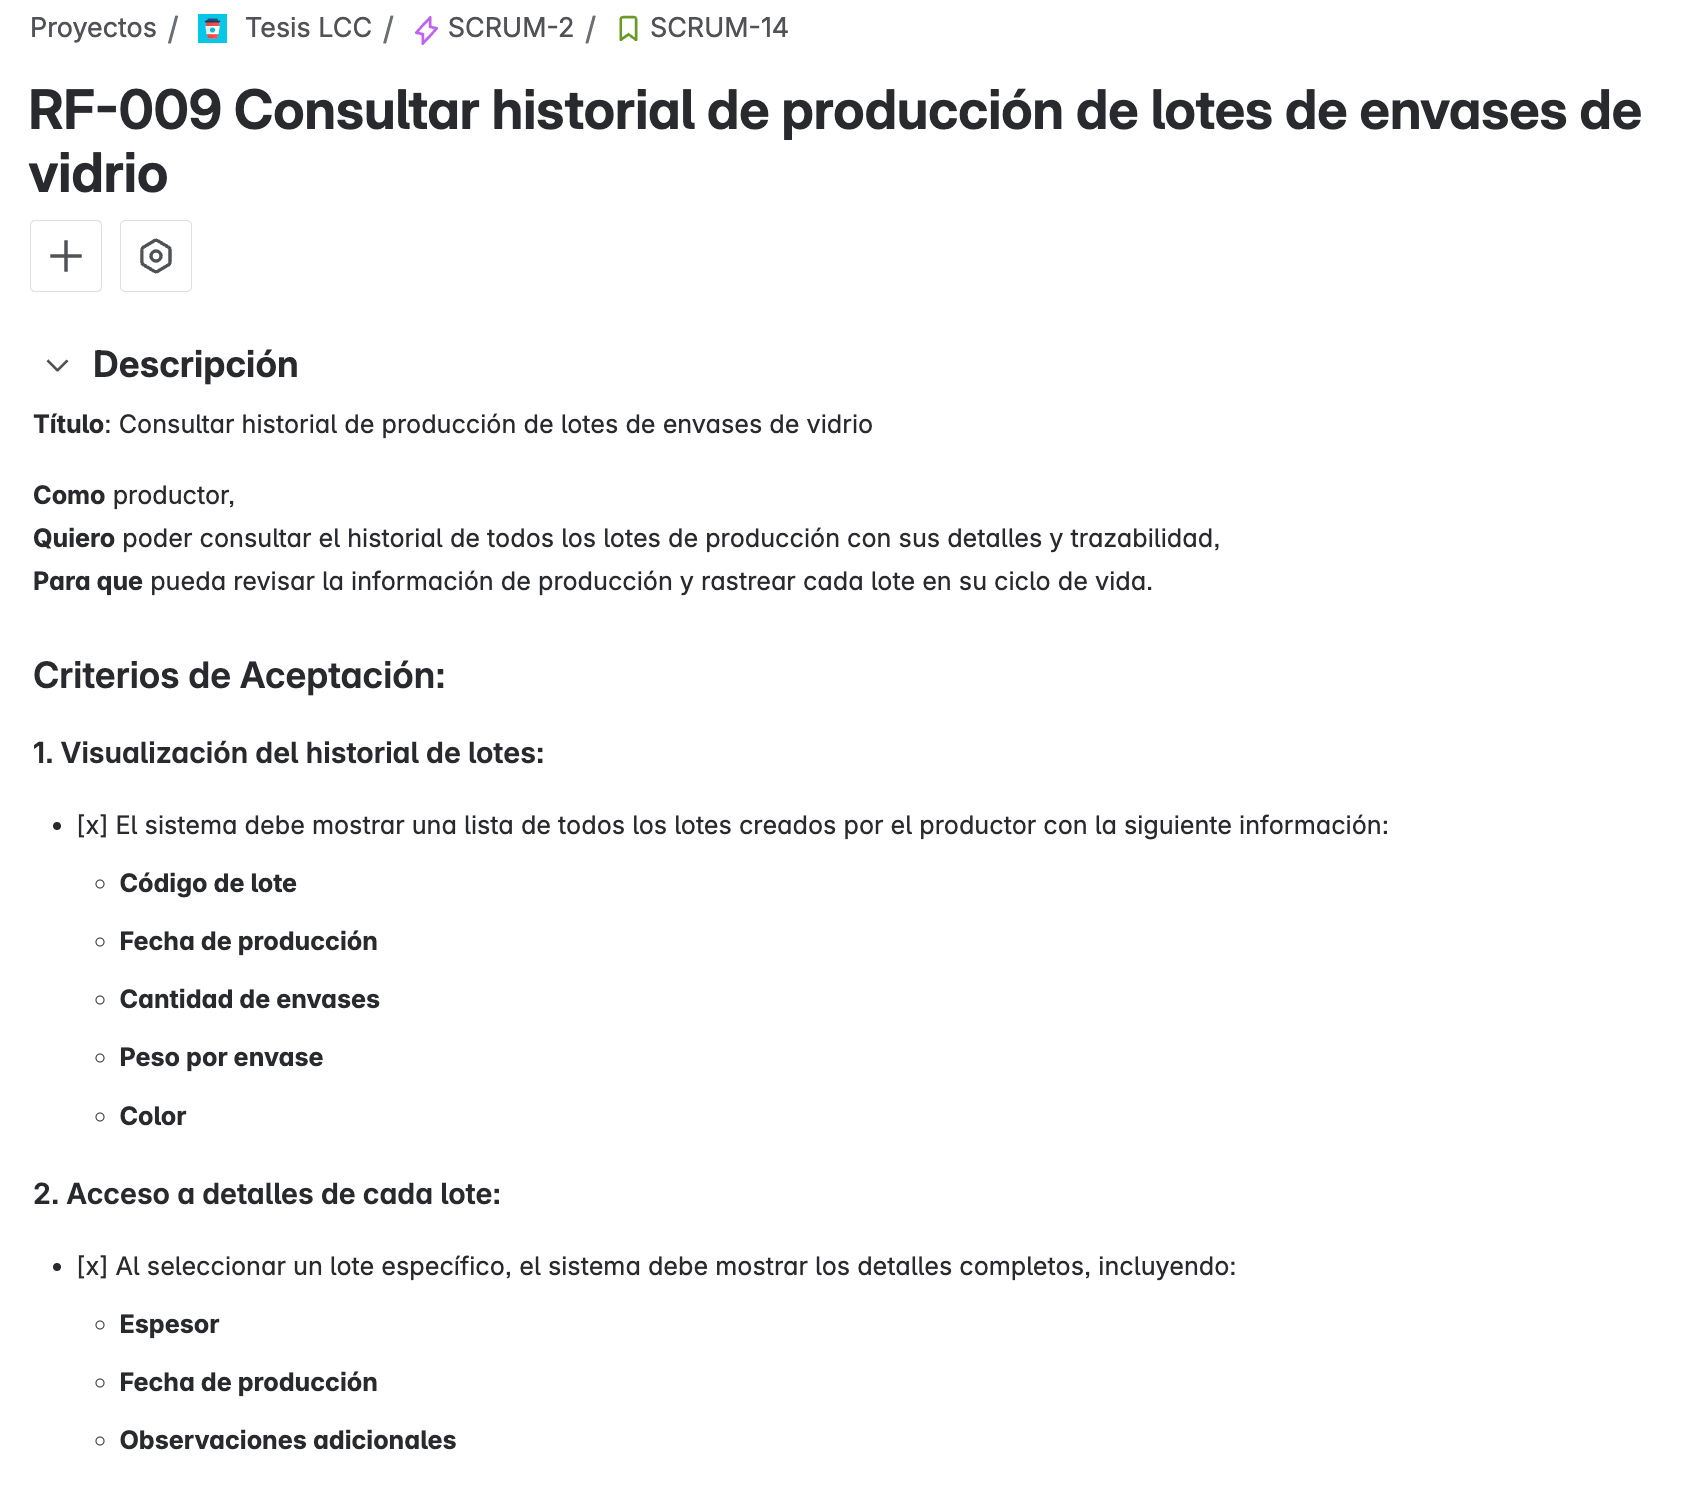 Proyectos / Tesis LCC / SCRUM-2 / SCRUM-14
RF-009 Consultar historial de producción de lotes de envases de
vidrio
Descripción
Título: Consultar historial de producción de lotes de envases de vidrio
Como productor,
Quiero poder consultar el historial de todos los lotes de producción con sus detalles y trazabilidad,
Para que pueda revisar la información de producción y rastrear cada lote en su ciclo de vida.
Criterios de Aceptación:
1. Visualización del historial de lotes:
• [x] El sistema debe mostrar una lista de todos los lotes creados por el productor con la siguiente información:
◦ Código de lote
◦ Fecha de producción
◦ Cantidad de envases
◦ Peso por envase
◦ Color
2. Acceso a detalles de cada lote:
• [x] Al seleccionar un lote específico, el sistema debe mostrar los detalles completos, incluyendo:
◦ Espesor
◦ Fecha de producción
◦ Observaciones adicionales